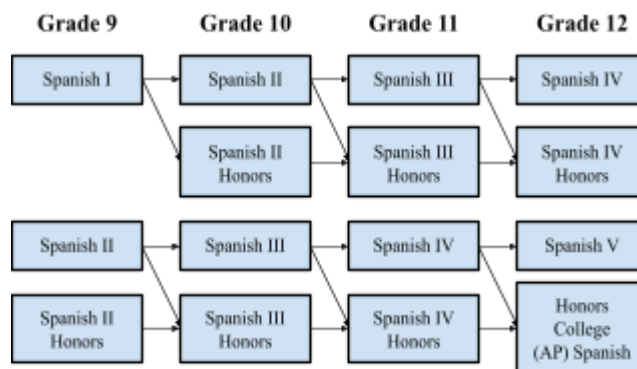 Grade 9 Grade 10 Grade 11 Grade 12
Spanish I Spanish II Spanish III Spanish IV
Spanish II Spanish III Spanish IV
Honors Honors Honors
Spanish II Spanish III Spanish IV Spanish V
Spanish II Spanish III Spanish IV Honors
Honors Honors Honors College
(AP) Spanish